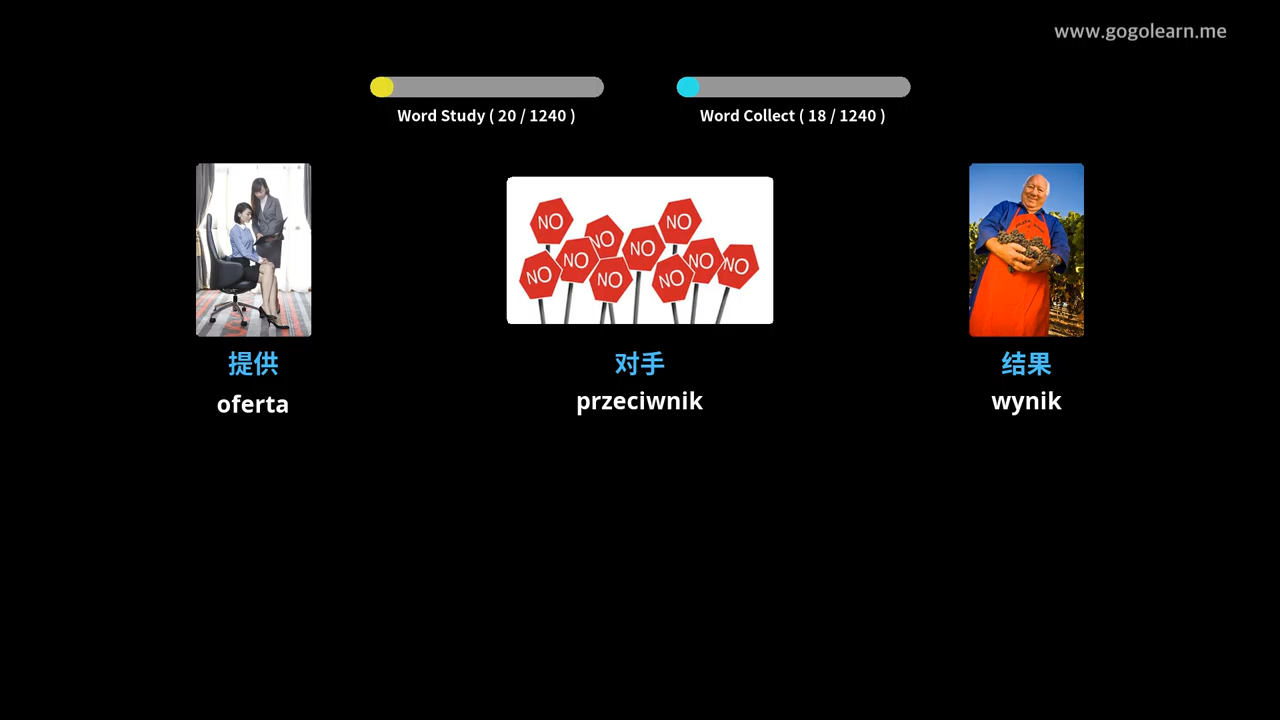 www.gogolearn.me
Word Study ( 20 / 1240 )
Word Collect ( 18 / 1240 )
NO NO NO NO NO NO NO NO NO NO
提供
对手
结果
oferta
przeciwnik
wynik